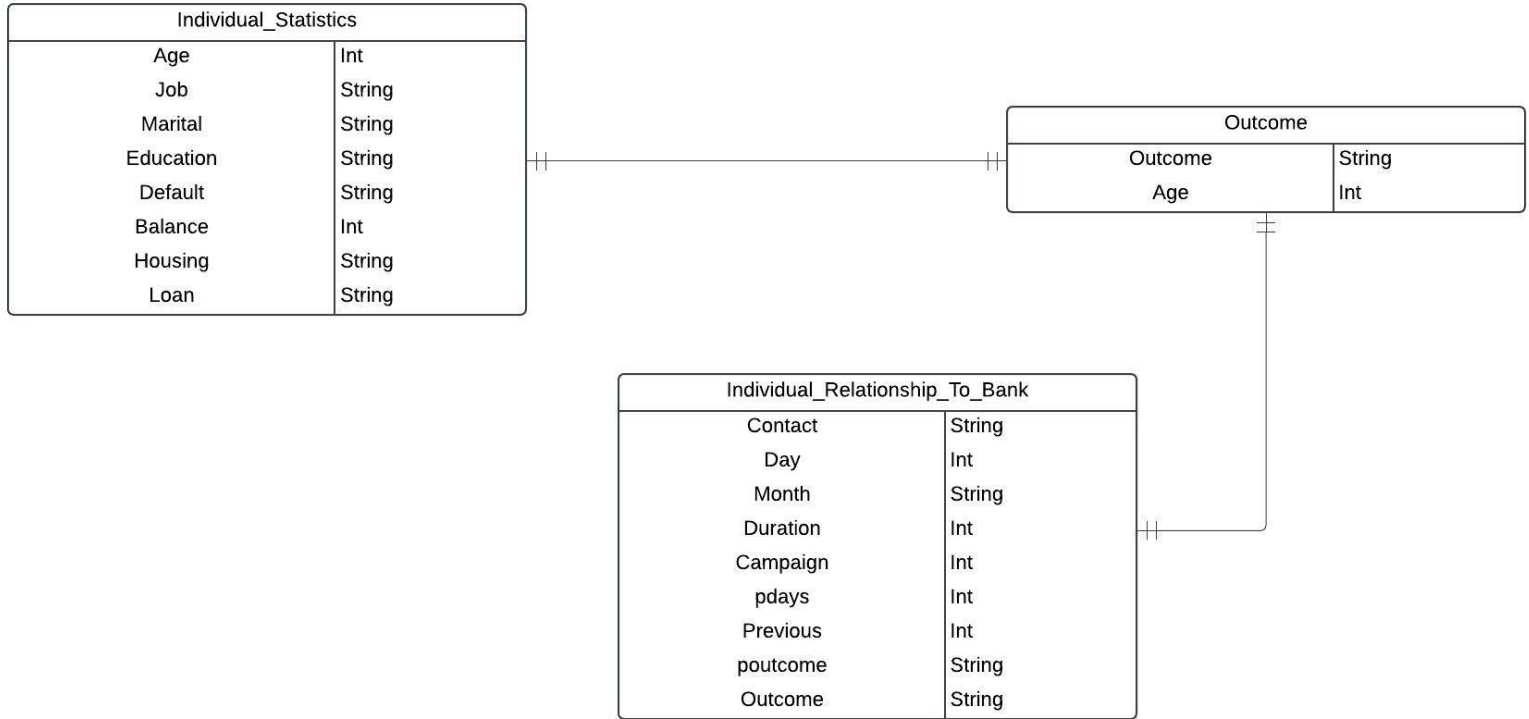 Individual_Statistics
Age Int
Job String
Marital String
Education String
Default String
Balance Int
Housing String
Loan String
Outcome
Outcome String
Age Int
Individual_Relationship_To_Bank
Contact String
Day Int
Month String
Duration Int
Campaign Int
pdays Int
Previous Int
poutcome String
Outcome String